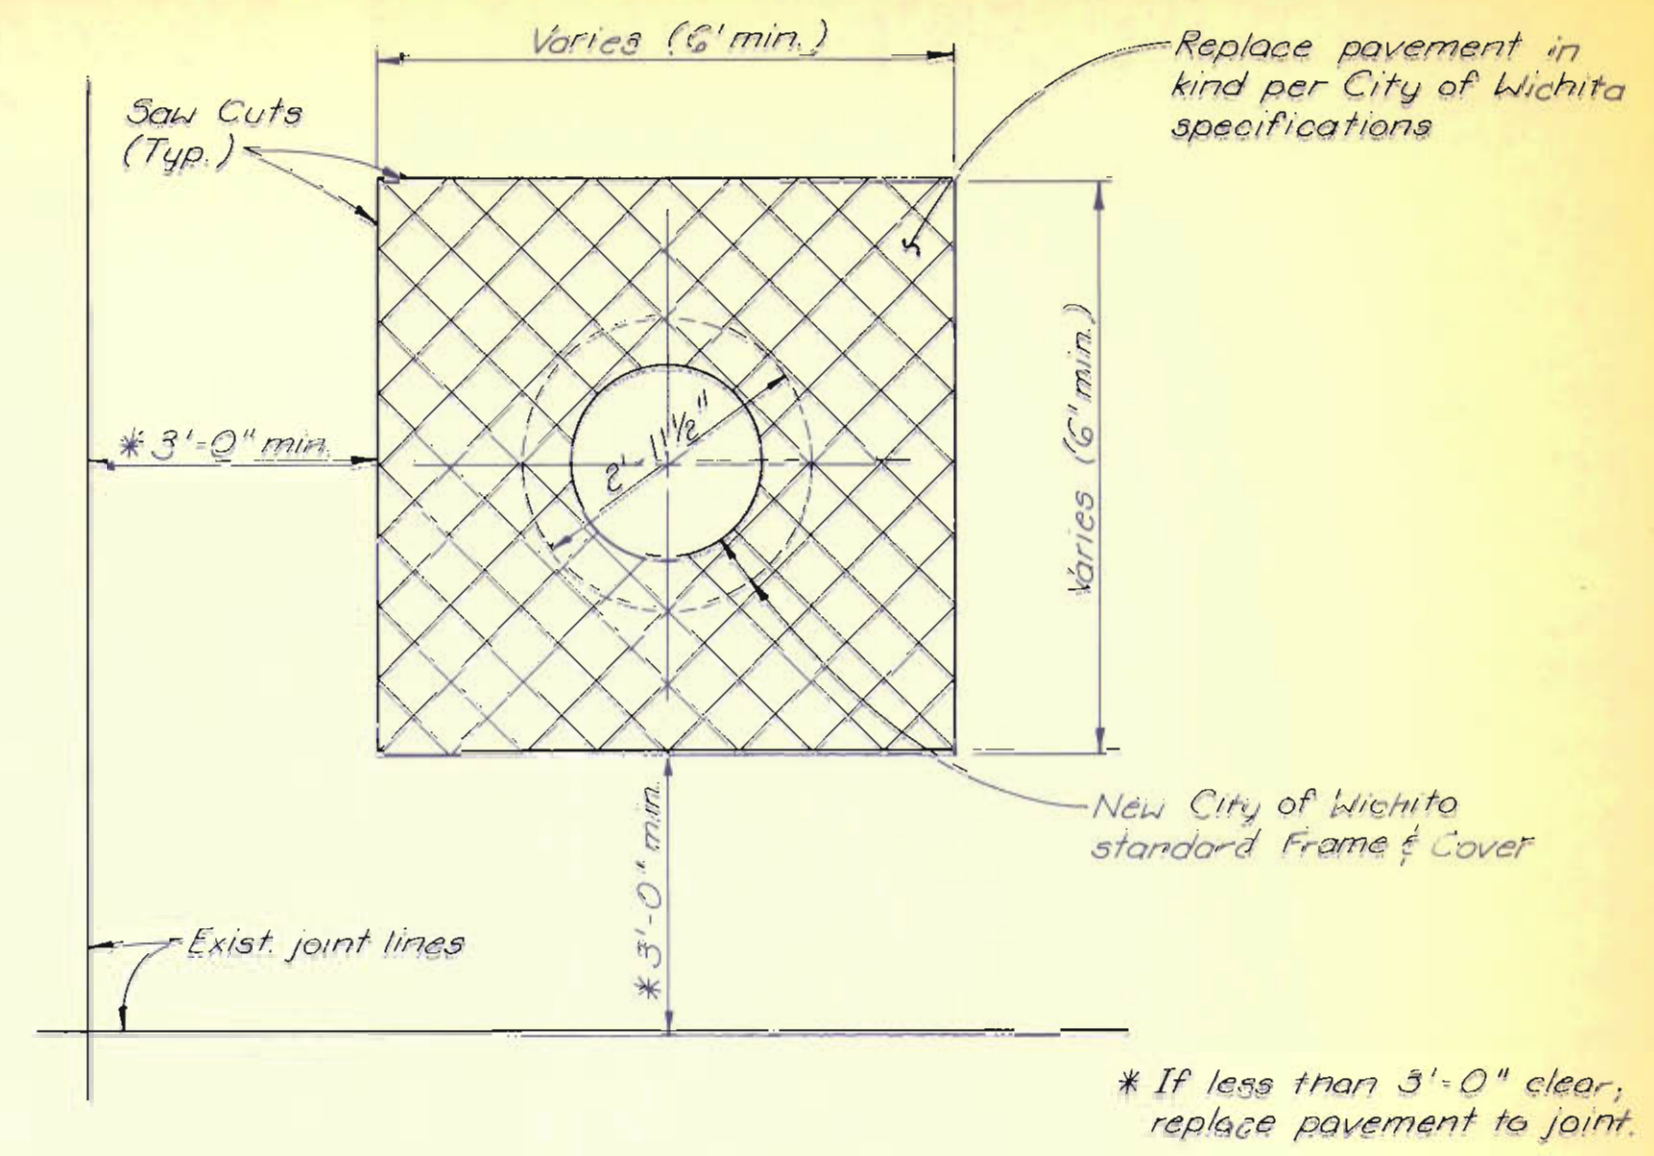 Varies (6' min.)
Replace pavement in
kind per City of Wichita
specifications
Saw Cuts
(Typ.)
Varies (6" min.)
2'-11 1/2"
* 3'-0" min.
New City of Wichita
standard Frame & Cover
* 3'-0" min.
Exist. joint lines
* If less than 3'-0" clear;
replace pavement to joint.